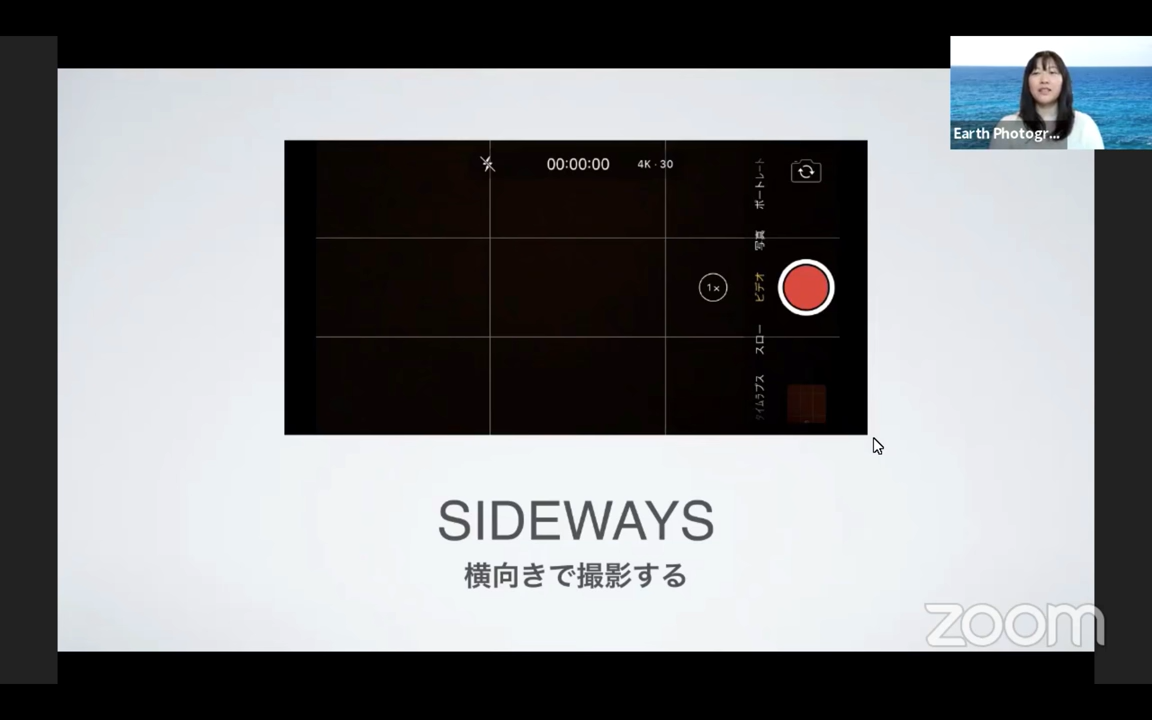 Earth Photogr...
00:00:00
4K · 30
ポートレート
写真
ビデオ
スロー
タイムラプス
1×
SIDEWAYS
横向きで撮影する
zoom